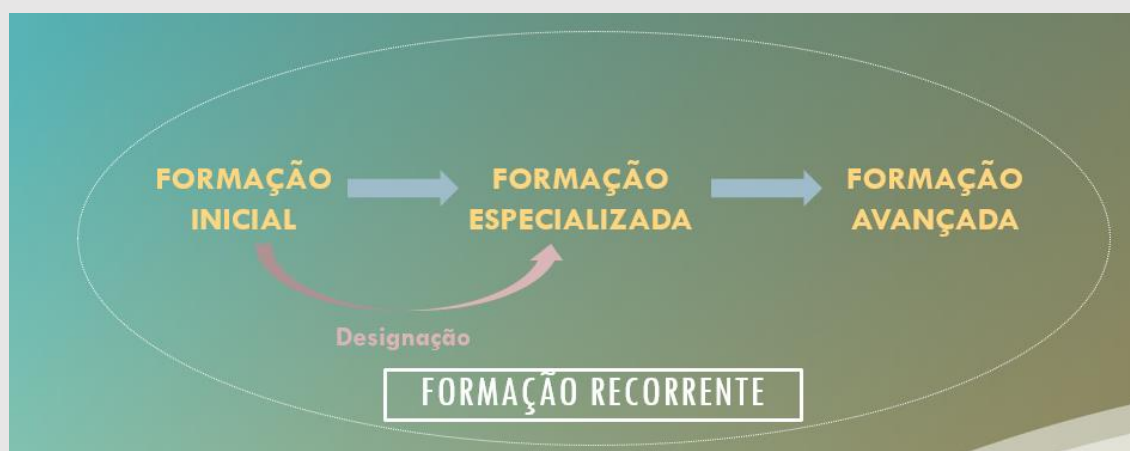 FORMAÇÃO
INICIAL
FORMAÇÃO
ESPECIALIZADA
FORMAÇÃO
AVANÇADA
Designação
FORMAÇÃO RECORRENTE